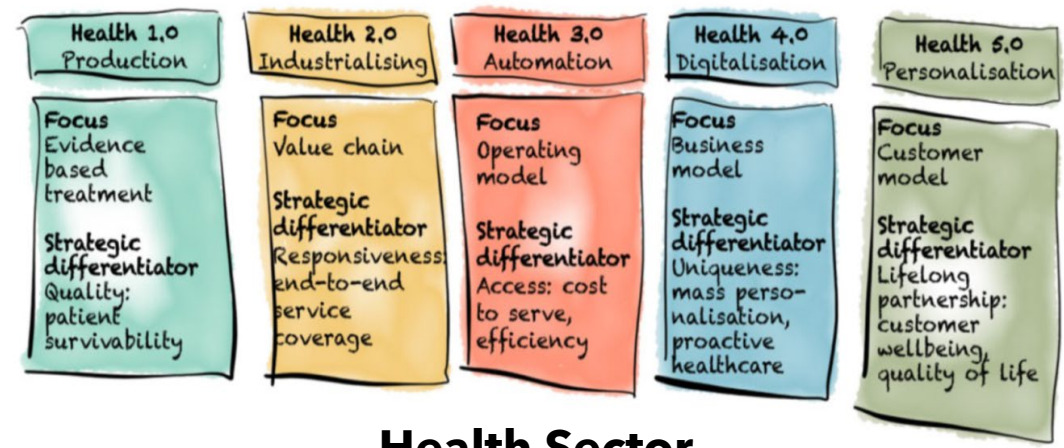 Health 1.0
Production
Focus
Evidence
based
treatment
Strategic
differentiator
Quality:
patient
survivability
Health 2.0
Industrialising
Focus
Value chain
Strategic
differentiator
Responsiveness:
end-to-end
service
coverage
Health 3.0
Automation
Focus
Operating
model
Strategic
differentiator
Access: cost
to serve,
efficiency
Health 4.0
Digitalisation
Focus
Business
model
Strategic
differentiator
Uniqueness:
mass perso-
nalisation,
proactive
healthcare
Health 5.0
Personalisation
Focus
Customer
model
Strategic
differentiator
Lifelong
partnership:
customer
wellbeing,
quality of life
Health Sector